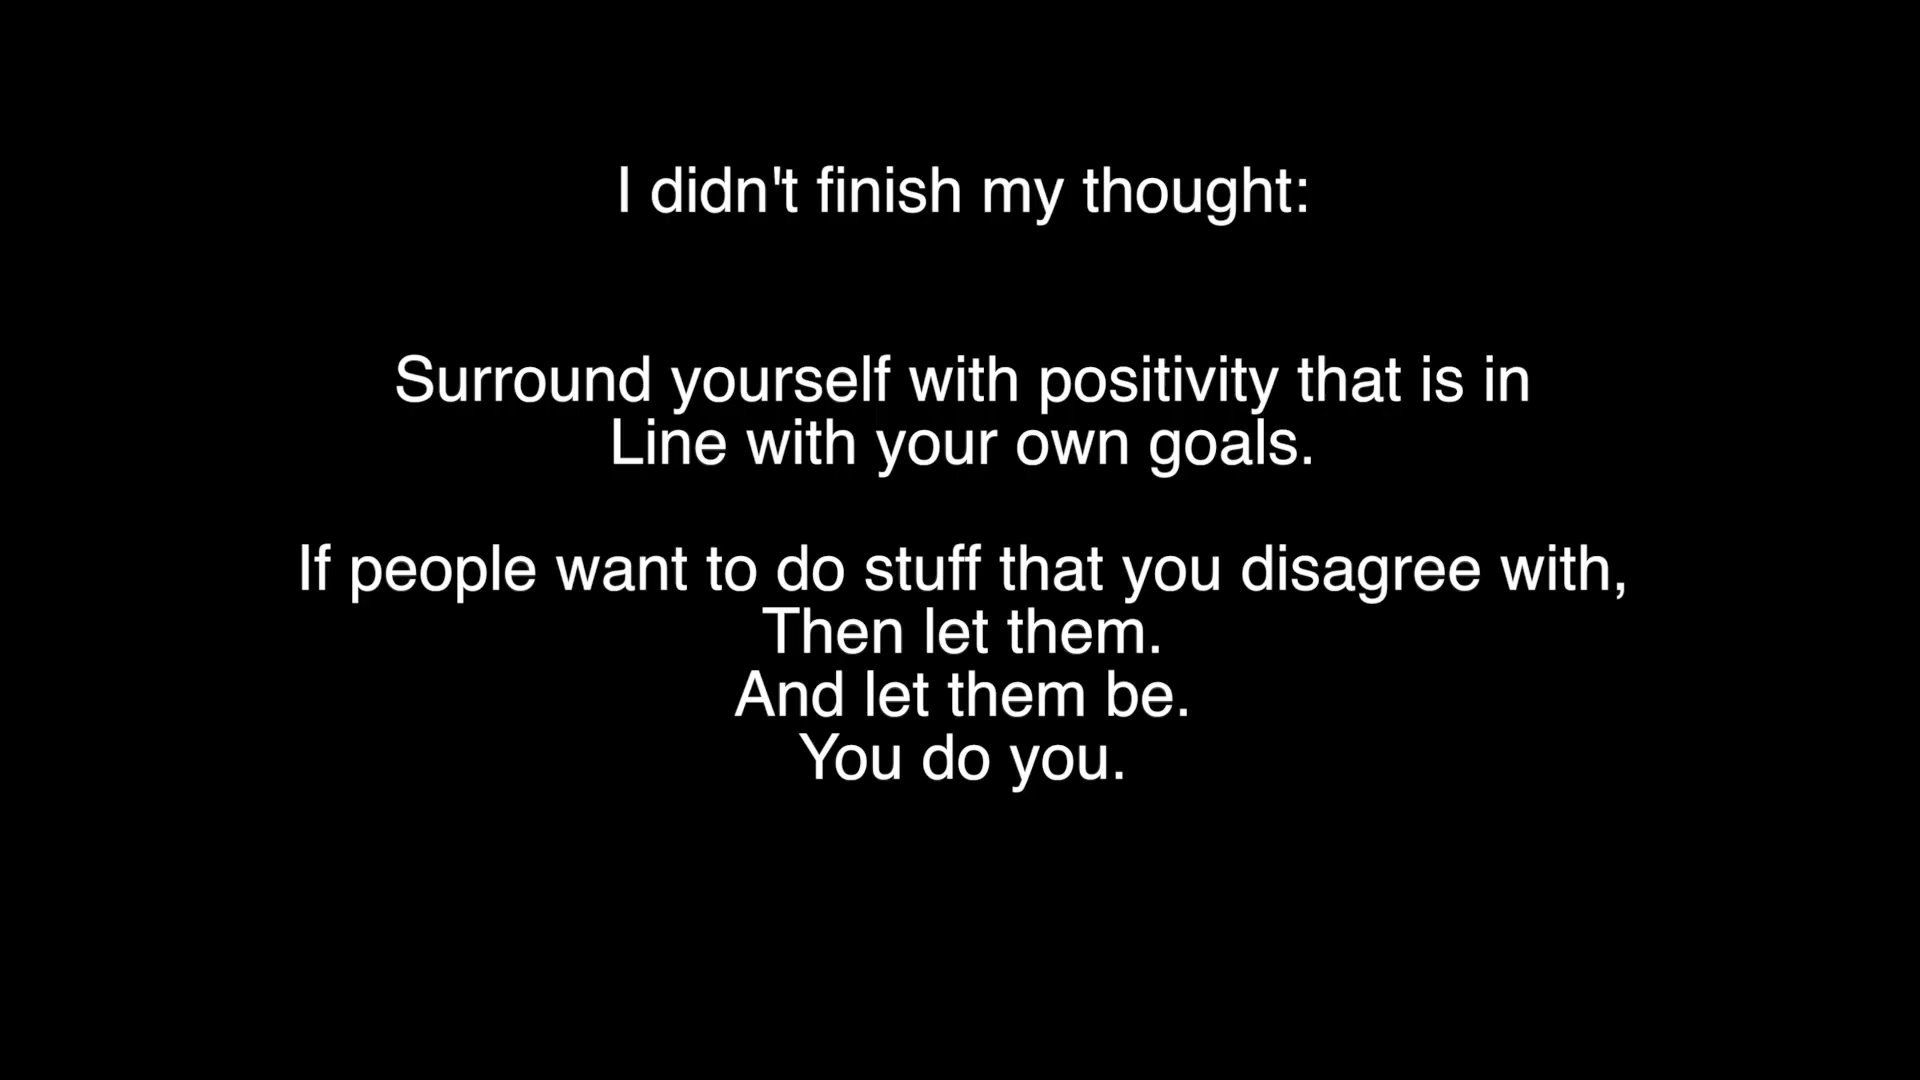 I didn't finish my thought:
Surround yourself with positivity that is in
Line with your own goals.
If people want to do stuff that you disagree with,
Then let them.
And let them be.
You do you.